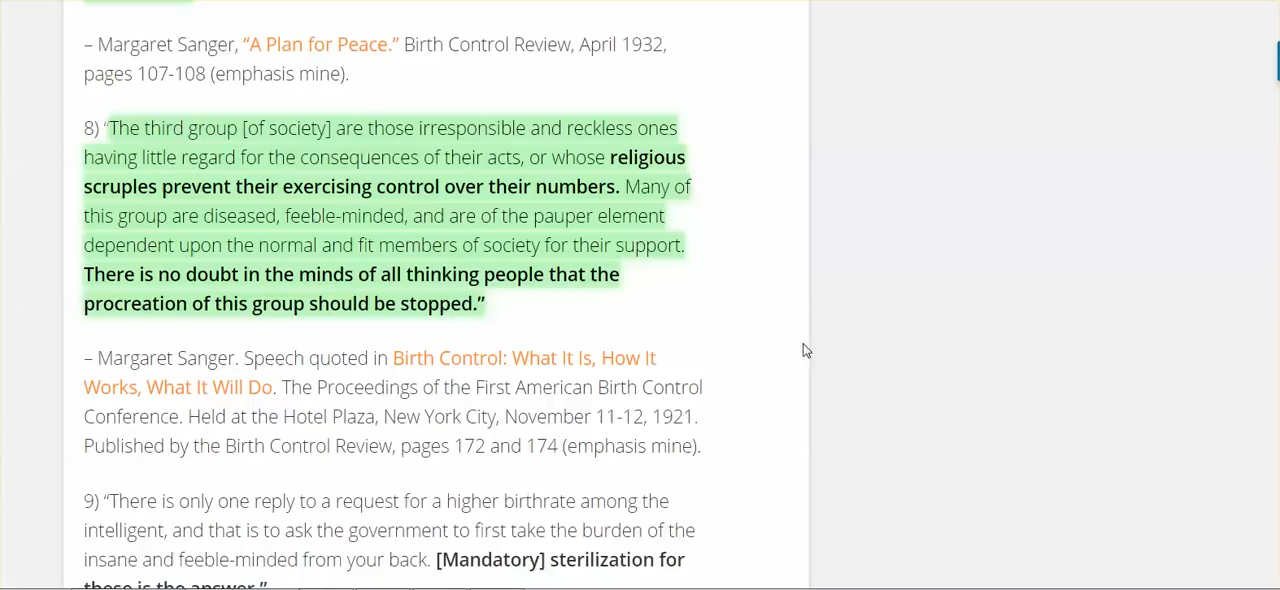 – Margaret Sanger, “A Plan for Peace.” Birth Control Review, April 1932,
pages 107-108 (emphasis mine).
8) “The third group [of society] are those irresponsible and reckless ones
having little regard for the consequences of their acts, or whose religious
scruples prevent their exercising control over their numbers. Many of
this group are diseased, feeble-minded, and are of the pauper element
dependent upon the normal and fit members of society for their support.
There is no doubt in the minds of all thinking people that the
procreation of this group should be stopped.”
– Margaret Sanger. Speech quoted in Birth Control: What It Is, How It
Works, What It Will Do. The Proceedings of the First American Birth Control
Conference. Held at the Hotel Plaza, New York City, November 11-12, 1921.
Published by the Birth Control Review, pages 172 and 174 (emphasis mine).
9) “There is only one reply to a request for a higher birthrate among the
intelligent, and that is to ask the government to first take the burden of the
insane and feeble-minded from your back. [Mandatory] sterilization for
these is the answer.”